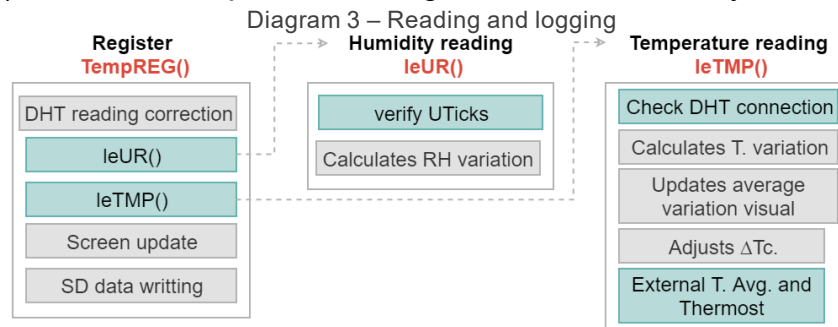 Diagram 3 – Reading and logging
Register
TempREG()
DHT reading correction
leUR()
leTMP()
Screen update
SD data writting
Humidity reading
leUR()
verify UTicks
Calculates RH variation
Temperature reading
leTMP()
Check DHT connection
Calculates T. variation
Updates average
variation visual
Adjusts ΔTc.
External T. Avg. and
Thermost